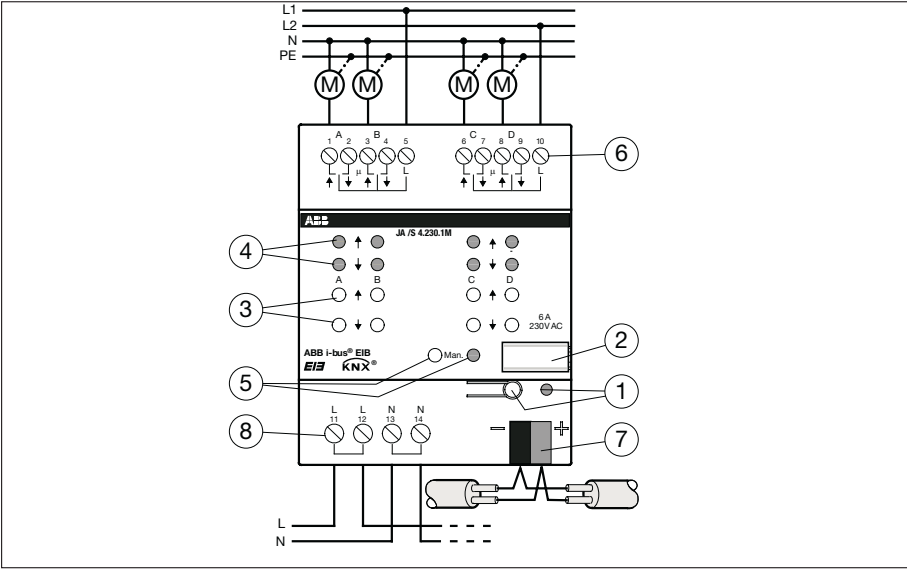 L1
L2
N
PE
M M M M
A B C D
1 2 3 4 5 6 7 8 9 10
µ L µ L
6
ABB
JA /S 4.230.1M
4
A B C D
3
6 A
230V AC
2
ABB i-bus® EIB
Man.
EIB KNX®
5
1
L L N N
11 12 13 14
8
− +
7
L
N